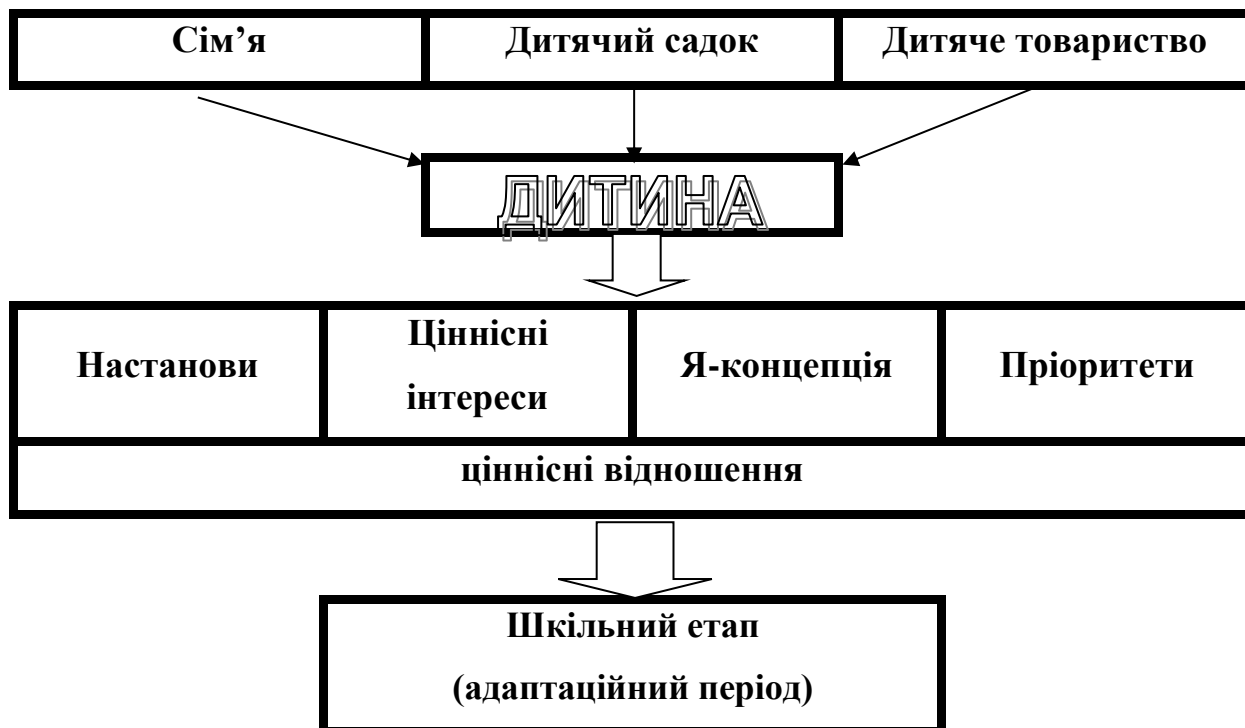 Сім’я Дитячий садок Дитяче товариство
ДИТИНА
Настанови Ціннісні інтереси Я-концепція Пріоритети
ціннісні відношення
Шкільний етап
(адаптаційний період)